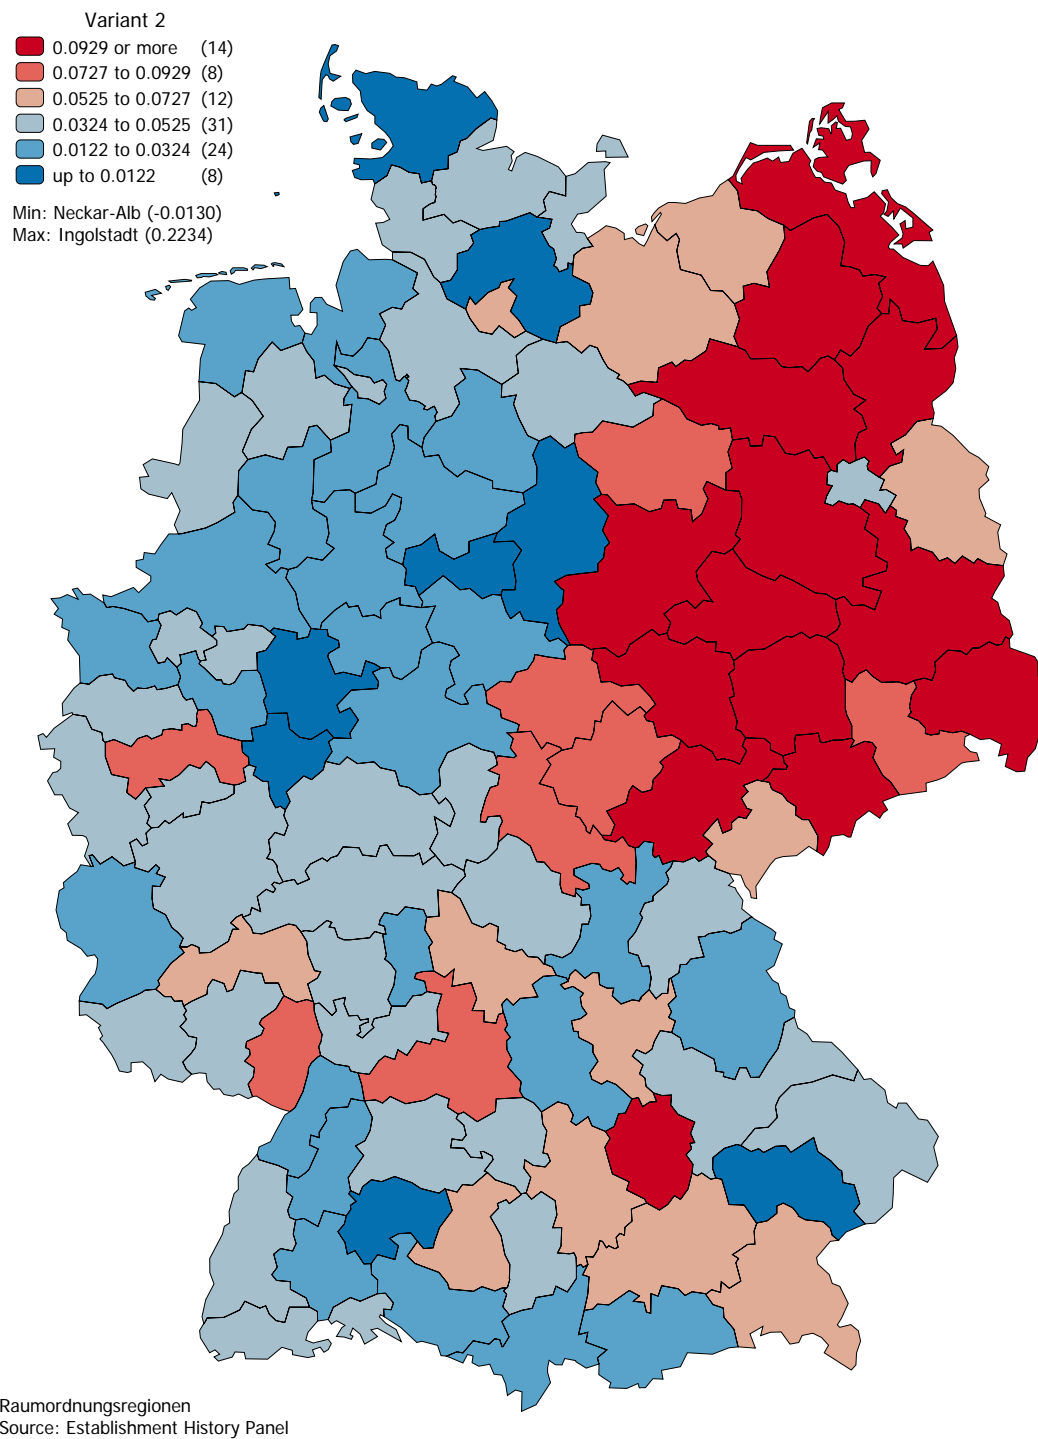 Variant 2
0.0929 or more (14)
0.0727 to 0.0929 (8)
0.0525 to 0.0727 (12)
0.0324 to 0.0525 (31)
0.0122 to 0.0324 (24)
up to 0.0122 (8)
Min: Neckar-Alb (-0.0130)
Max: Ingolstadt (0.2234)
Raumordnungsregionen
Source: Establishment History Panel